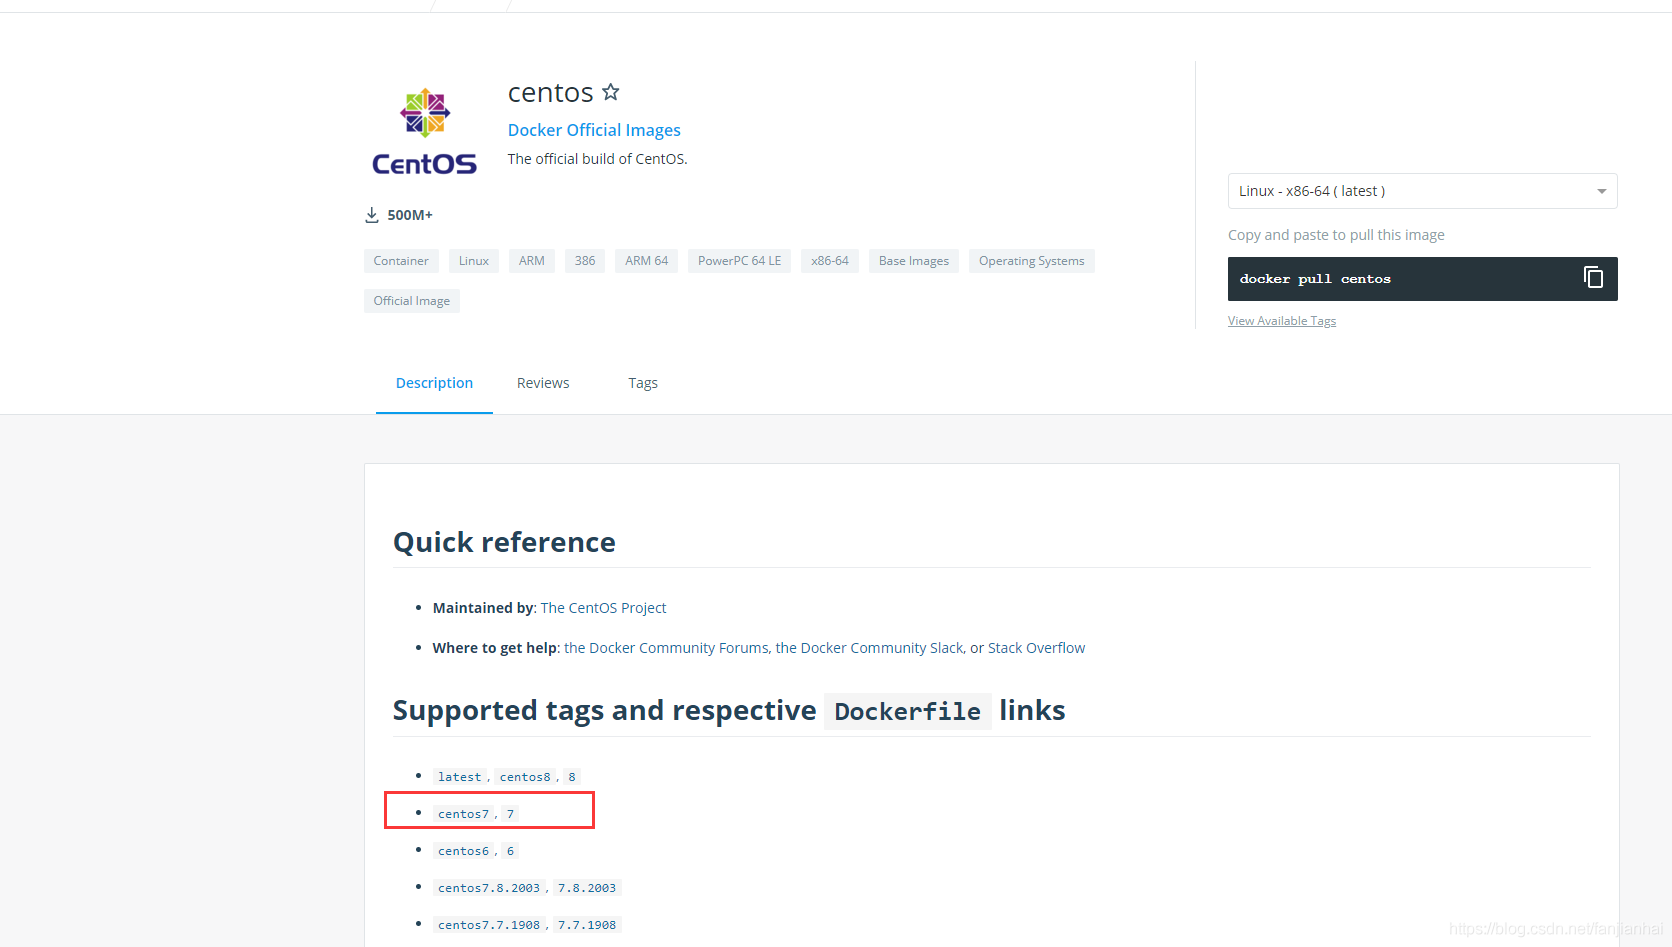 centos
Docker Official Images
CentOS
The official build of CentOS.
500M+
Container Linux ARM 386 ARM 64 PowerPC 64 LE x86-64 Base Images Operating Systems
Official Image
Linux - x86-64 ( latest )
Copy and paste to pull this image
docker pull centos
View Available Tags
Description Reviews Tags
Quick reference
• Maintained by: The CentOS Project
• Where to get help: the Docker Community Forums, the Docker Community Slack, or Stack Overflow
Supported tags and respective Dockerfile links
• latest, centos8, 8
• centos7, 7
• centos6, 6
• centos7.8.2003, 7.8.2003
• centos7.7.1908, 7.7.1908
https://blog.csdn.net/fanjianhai